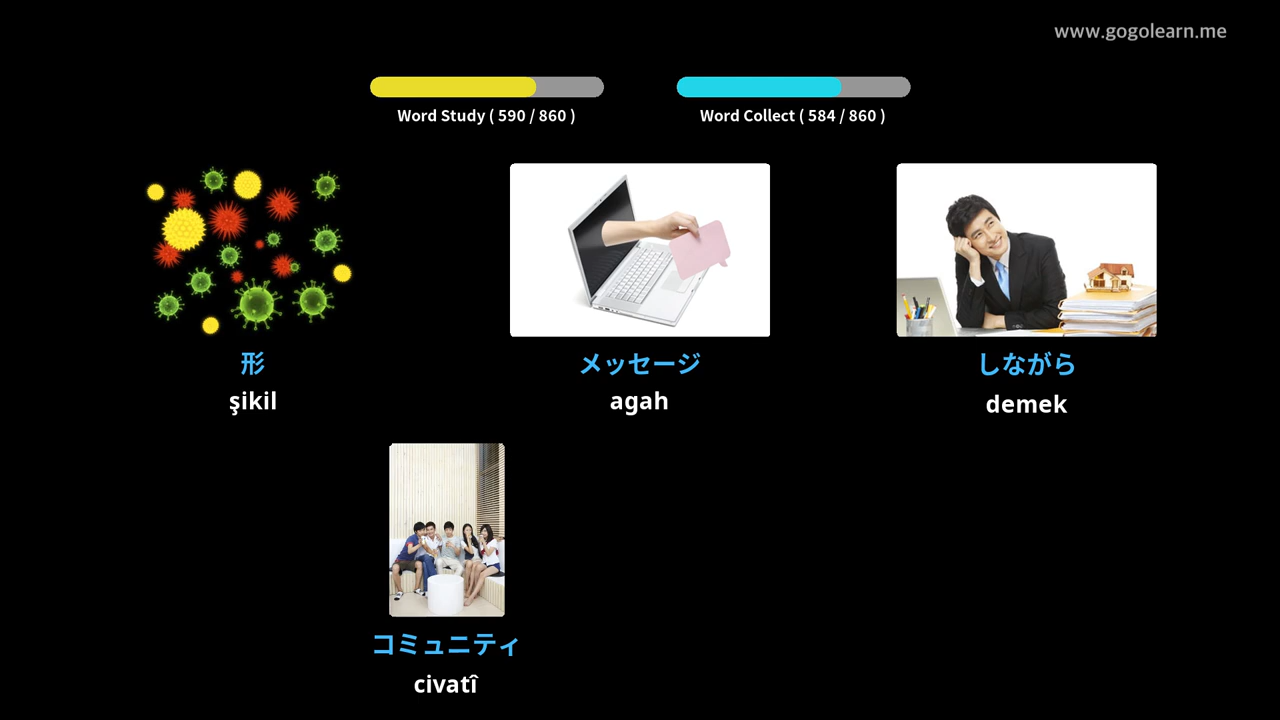 www.gogolearn.me
Word Study ( 590 / 860 )
Word Collect ( 584 / 860 )
形
şikil
メッセージ
agah
しながら
demek
コミュニティ
civatî